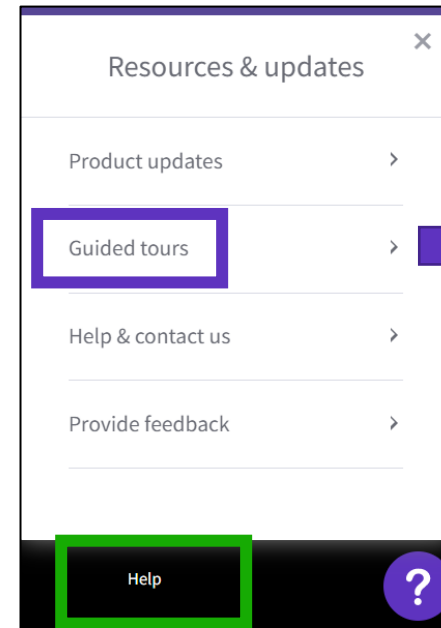 ×
Resources & updates
Product updates >
Guided tours >
Help & contact us >
Provide feedback >
Help
?